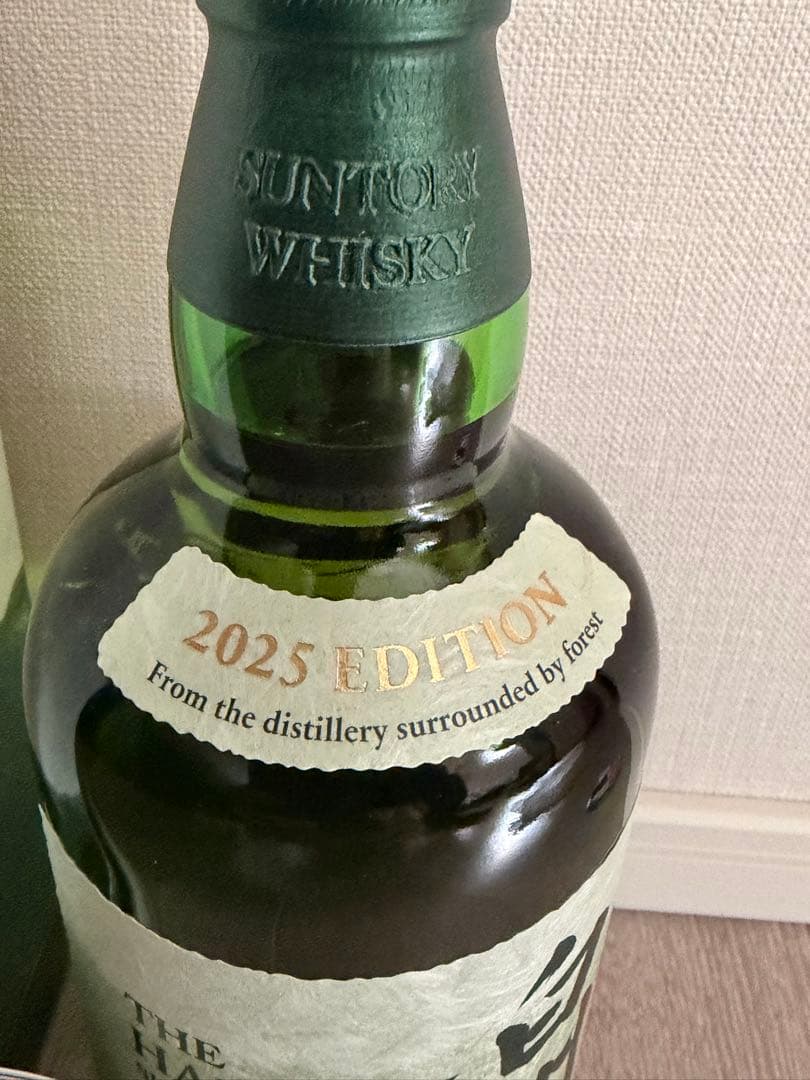 SUNTORY
WHISKY
2025 EDITION
From the distillery surrounded by forest
THE